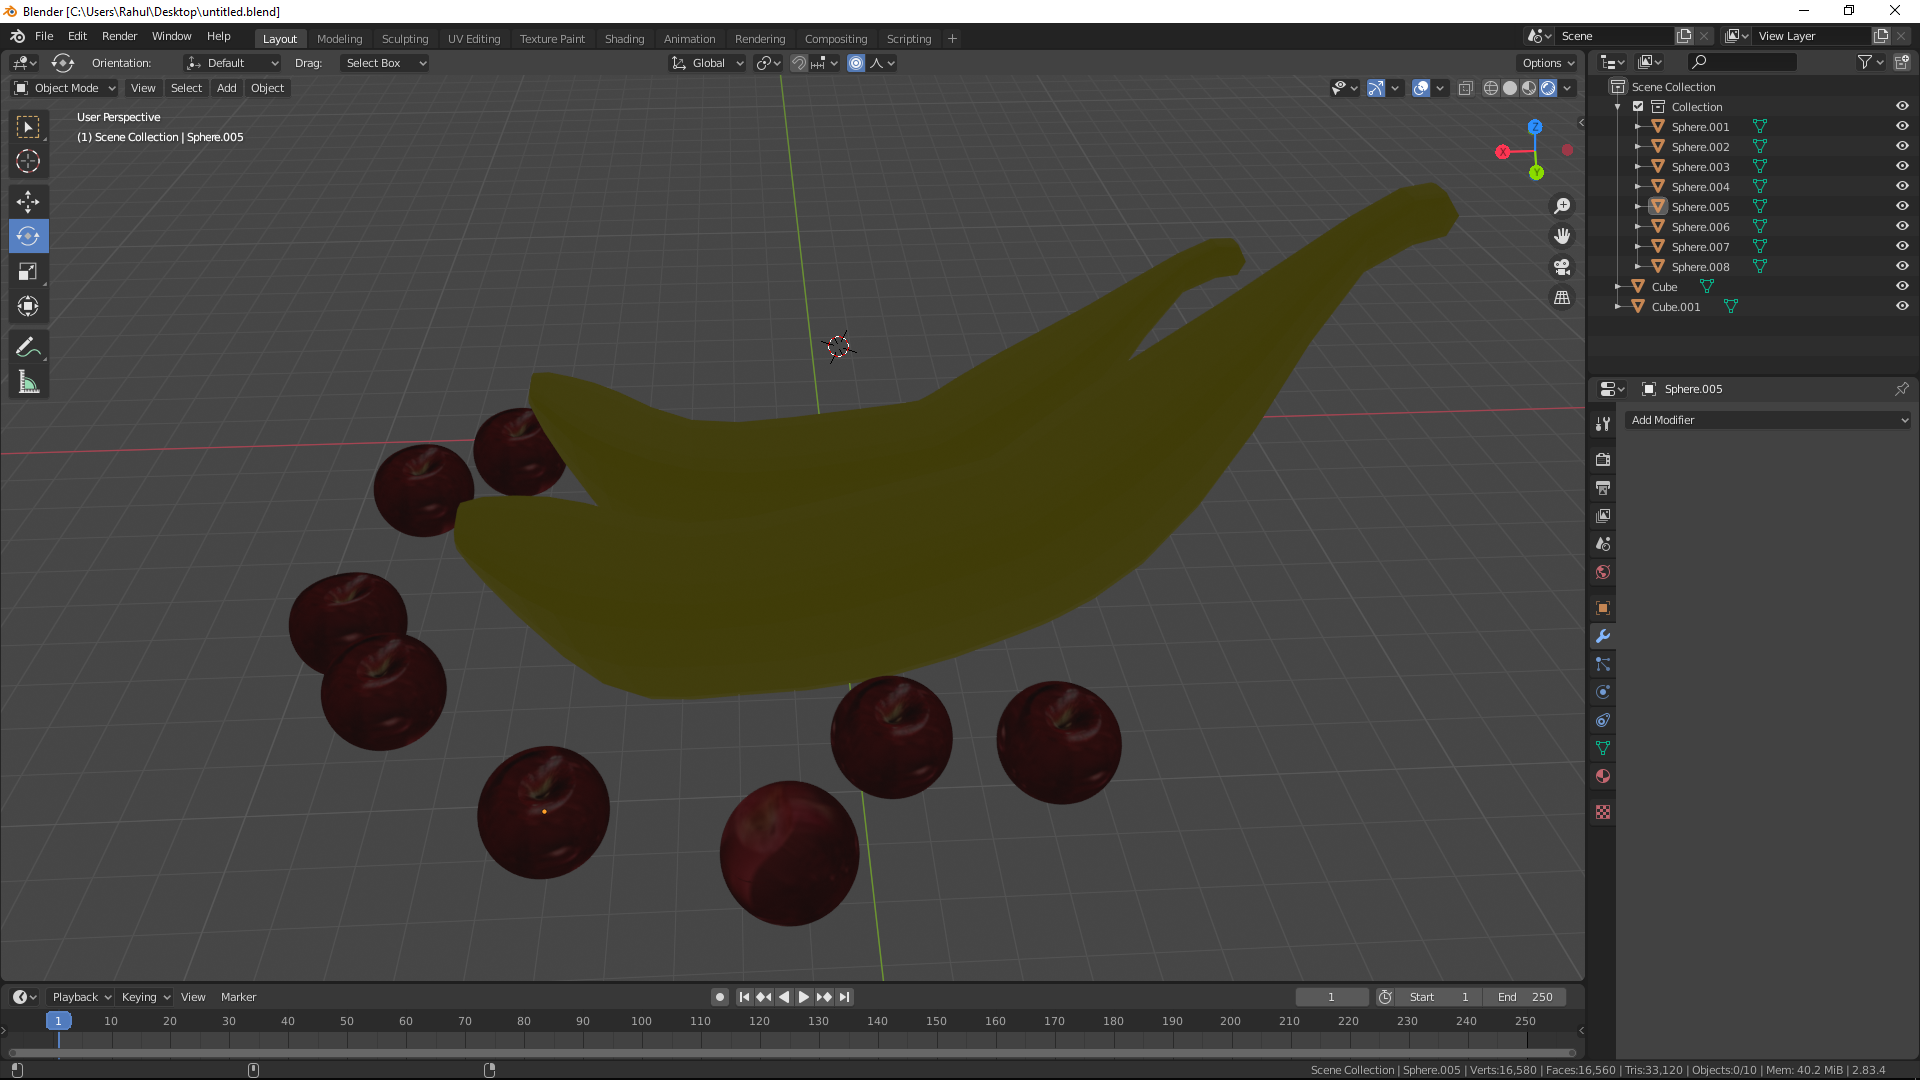 Blender [C:\Users\Rahul\Desktop\untitled.blend]
File Edit Render Window Help
Layout Modeling Sculpting UV Editing Texture Paint Shading Animation Rendering Compositing Scripting +
Scene
View Layer
Orientation: Default Drag: Select Box
Global
Options
Object Mode View Select Add Object
User Perspective
(1) Scene Collection | Sphere.005
Z
X
Y
Scene Collection
Collection
Sphere.001
Sphere.002
Sphere.003
Sphere.004
Sphere.005
Sphere.006
Sphere.007
Sphere.008
Cube
Cube.001
Sphere.005
Add Modifier
Playback Keying View Marker
1 Start 1 End 250
1 10 20 30 40 50 60 70 80 90 100 110 120 130 140 150 160 170 180 190 200 210 220 230 240 250
Scene Collection | Sphere.005 | Verts:16,580 | Faces:16,560 | Tris:33,120 | Objects:0/10 | Mem: 40.2 MiB | 2.83.4